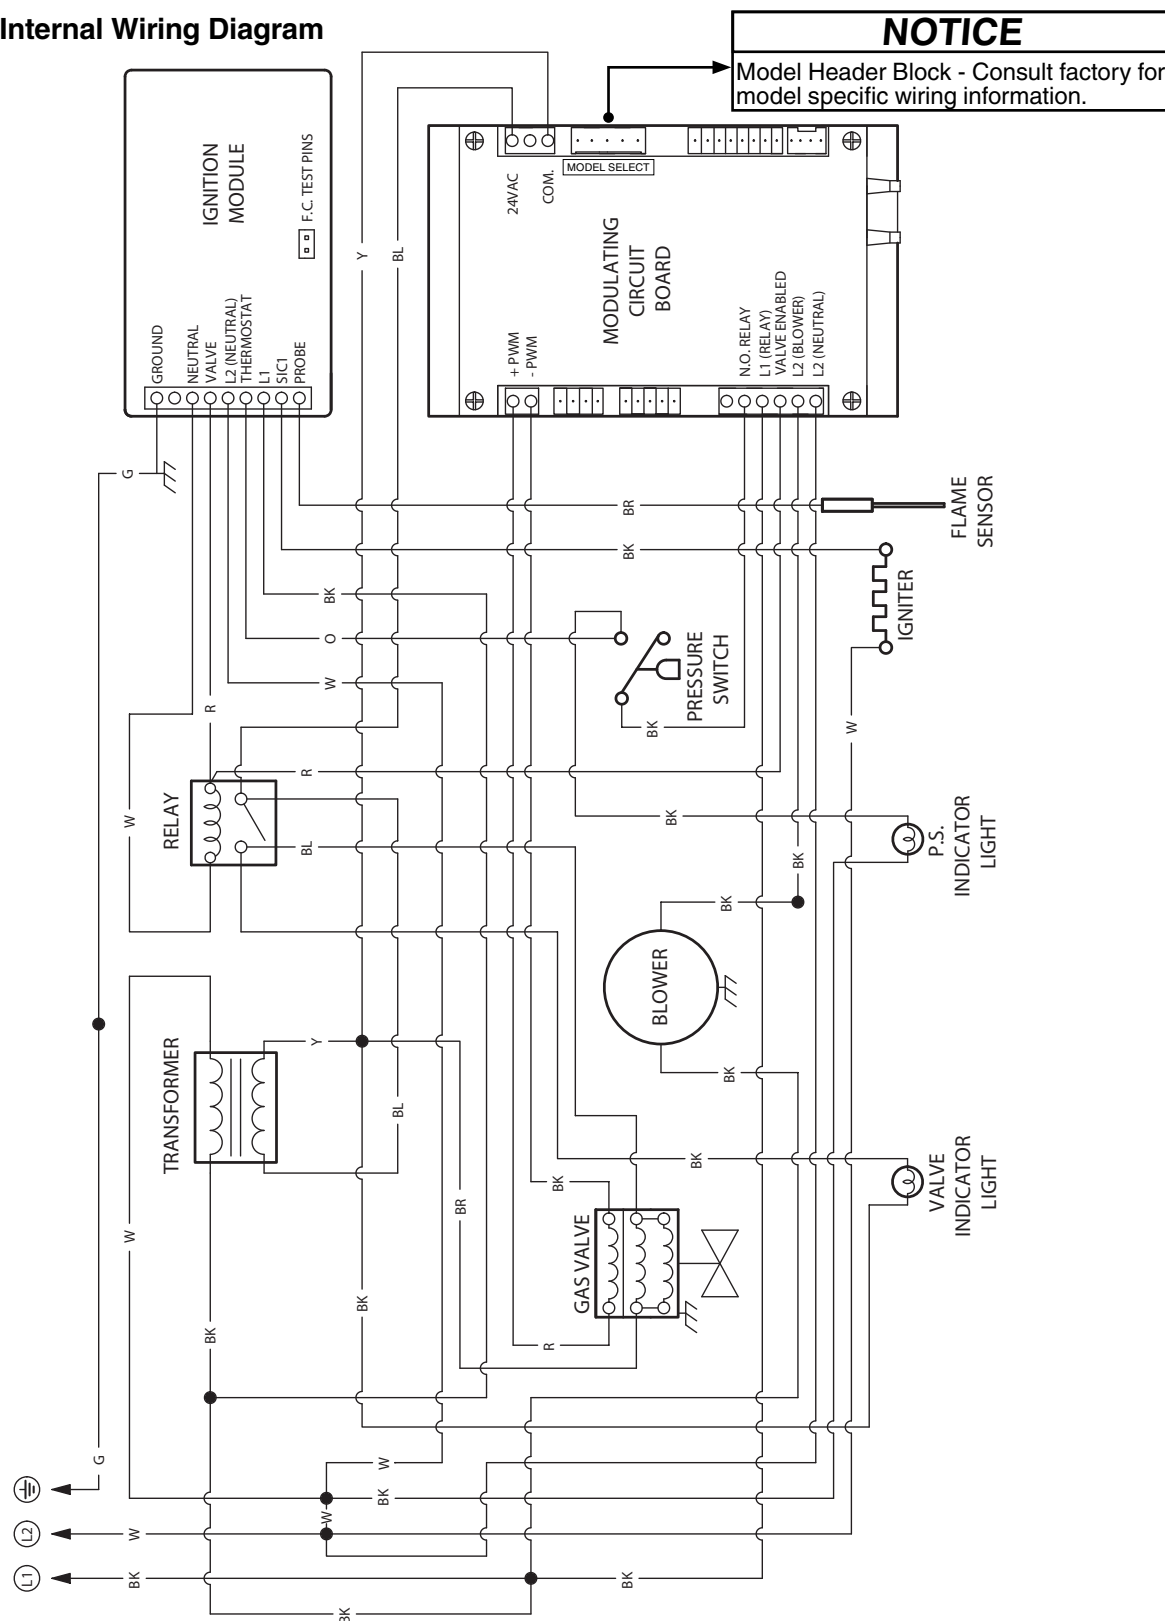 Internal Wiring Diagram
NOTICE
Model Header Block - Consult factory for
model specific wiring information.
IGNITION
MODULE
F.C. TEST PINS
GROUND
NEUTRAL
VALVE
L2 (NEUTRAL)
THERMOSTAT
L1
SIC1
PROBE
24VAC
COM.
MODEL SELECT
MODULATING
CIRCUIT
BOARD
+ PWM
- PWM
N.O. RELAY
L1 (RELAY)
VALVE ENABLED
L2 (BLOWER)
L2 (NEUTRAL)
Y
BL
G
BR
FLAME
SENSOR
BK
IGNITER
BK
O
PRESSURE
SWITCH
W
R
BK
W
R
RELAY
W
BL
BK
P.S.
INDICATOR
LIGHT
BK
BK
BLOWER
BK
TRANSFORMER
Y
BL
BK
VALVE
INDICATOR
LIGHT
BK
BR
W
GAS VALVE
BK
BK
R
G
W
BK
W
L2
W
L1
BK
BK
BK